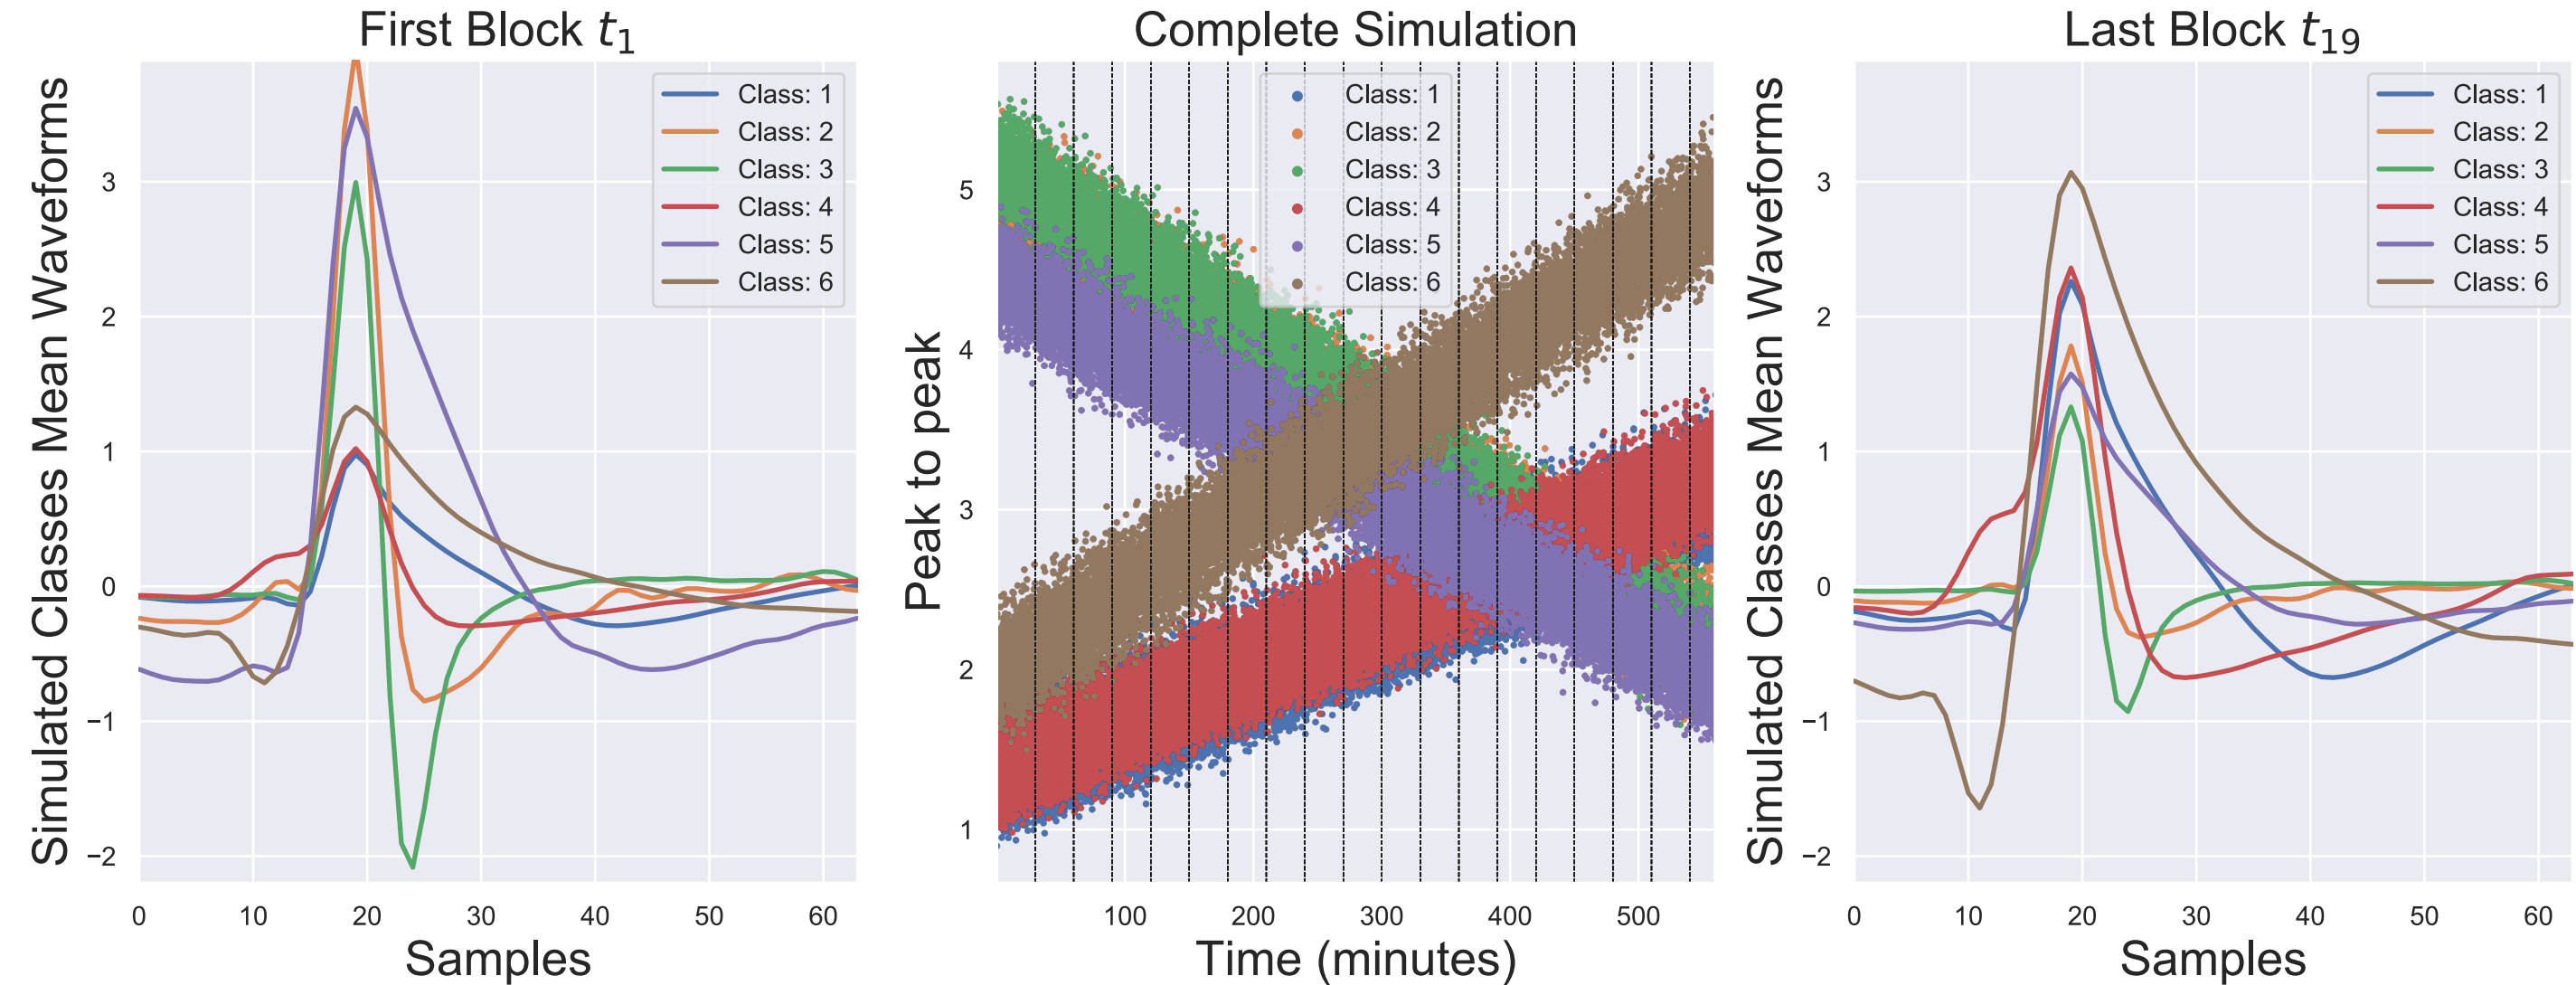 First Block t₁
Simulated Classes Mean Waveforms
3
2
1
0
−1
−2
0 10 20 30 40 50 60
Samples
Class: 1
Class: 2
Class: 3
Class: 4
Class: 5
Class: 6
Complete Simulation
Peak to peak
5
4
3
2
1
100 200 300 400 500
Time (minutes)
Class: 1
Class: 2
Class: 3
Class: 4
Class: 5
Class: 6
Last Block t₁₉
Simulated Classes Mean Waveforms
3
2
1
0
−1
−2
0 10 20 30 40 50 60
Samples
Class: 1
Class: 2
Class: 3
Class: 4
Class: 5
Class: 6